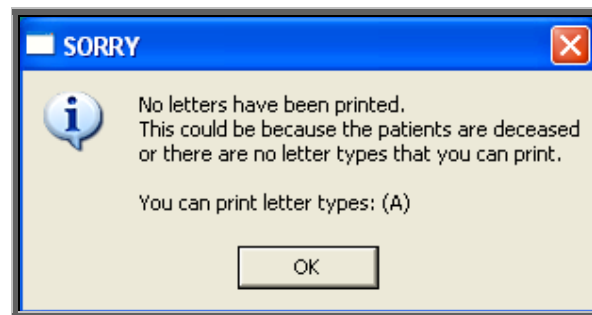 SORRY
No letters have been printed.
This could be because the patients are deceased
or there are no letter types that you can print.
You can print letter types: (A)
OK